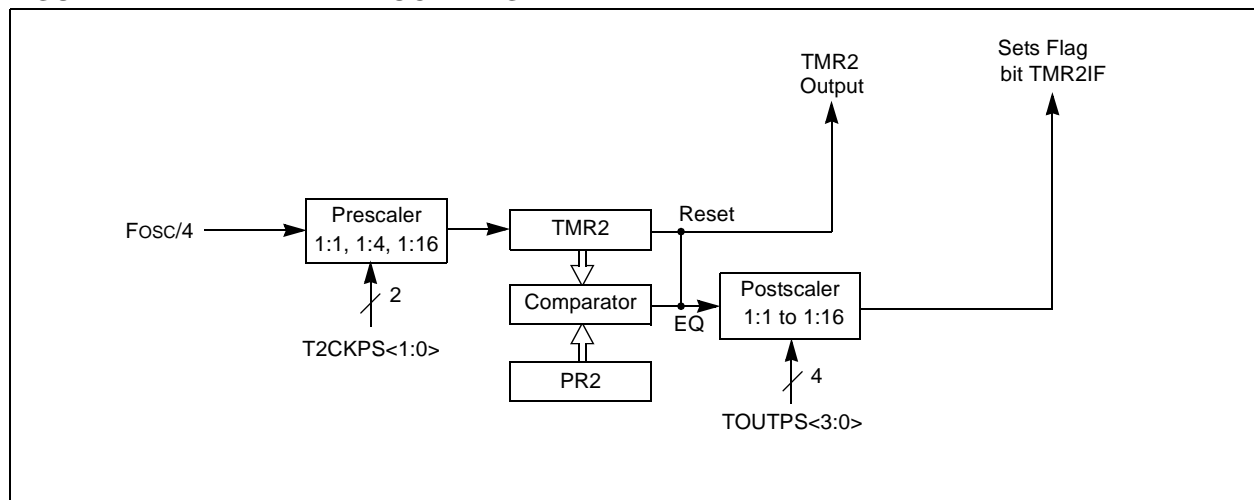 TMR2
Output
Sets Flag
bit TMR2IF
Fosc/4
Prescaler
1:1, 1:4, 1:16
2
T2CKPS<1:0>
TMR2
Reset
Comparator
EQ
PR2
Postscaler
1:1 to 1:16
4
TOUTPS<3:0>